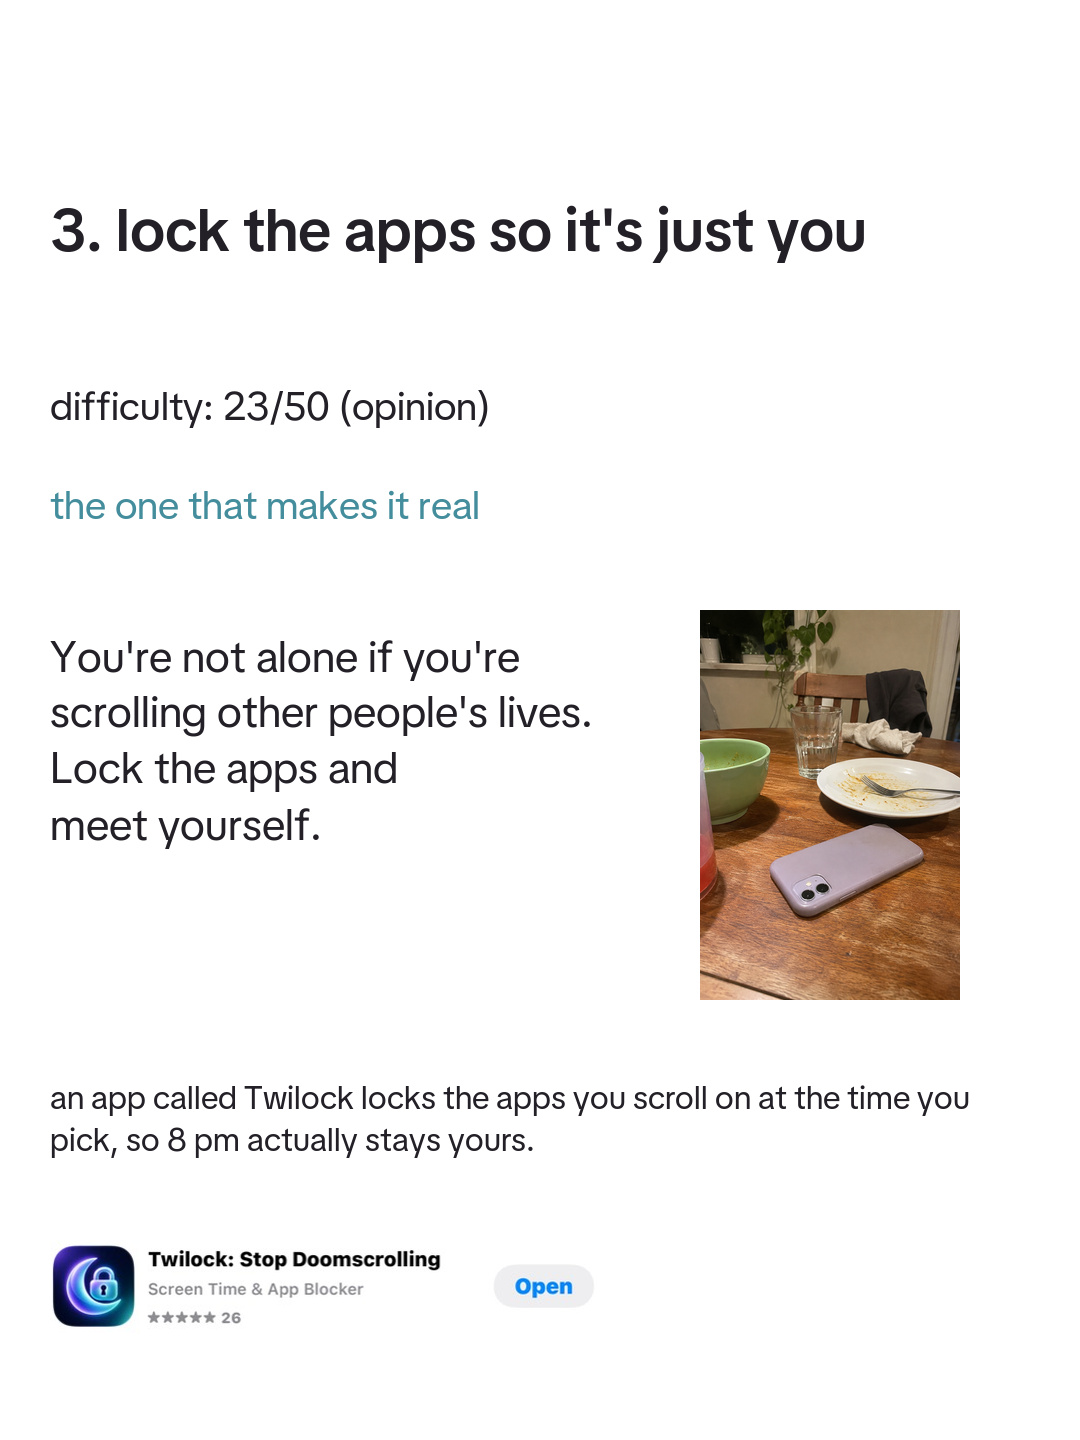 3. lock the apps so it's just you
difficulty: 23/50 (opinion)
the one that makes it real
You're not alone if you're
scrolling other people's lives.
Lock the apps and
meet yourself.
an app called Twilock locks the apps you scroll on at the time you
pick, so 8 pm actually stays yours.
Twilock: Stop Doomscrolling
Screen Time & App Blocker
★★★★★ 26
Open